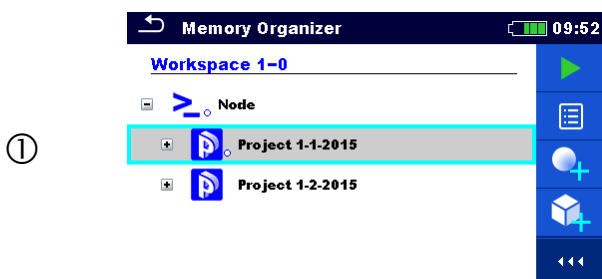 Memory Organizer 09:52
Workspace 1-0
Node
①
Project 1-1-2015
Project 1-2-2015